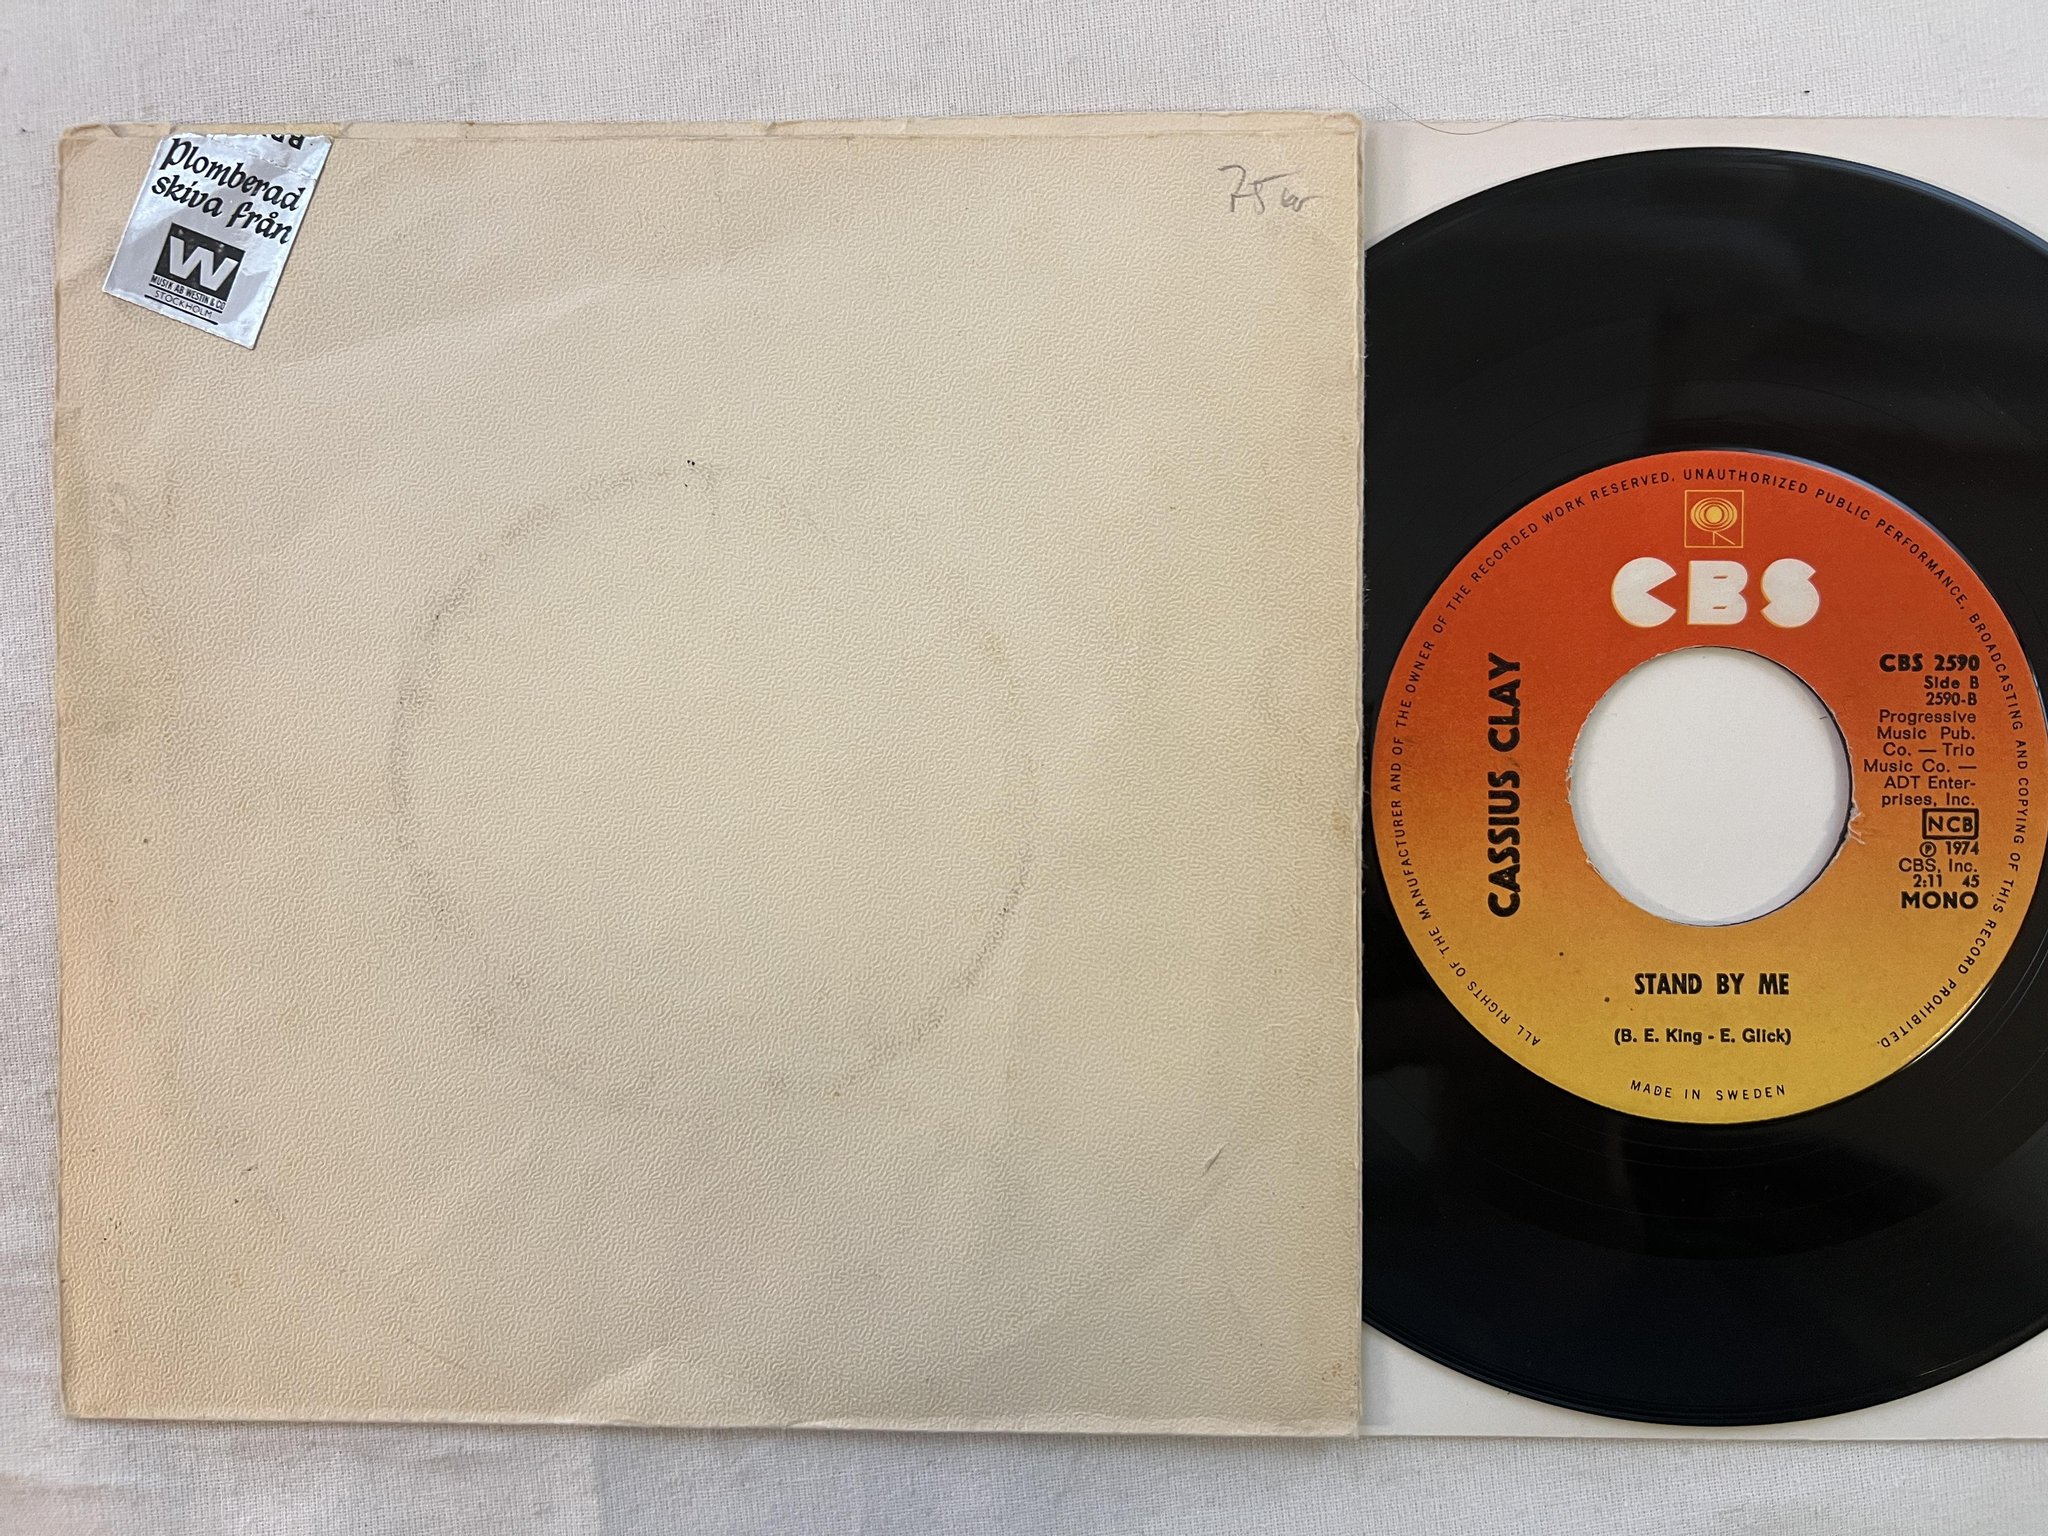 Plomberad
skiva från
W
MUSIK AB WESTIN & CO
STOCKHOLM
75 kr
ALL RIGHTS OF THE MANUFACTURER AND OF THE OWNER OF THE RECORDED WORK RESERVED. UNAUTHORIZED PUBLIC PERFORMANCE, BROADCASTING AND COPYING OF THIS RECORD PROHIBITED.
CBS
CASSIUS CLAY
CBS 2590
Side B
2590-B
Progressive
Music Pub.
Co. — Trio
Music Co. —
ADT Enter-
prises, Inc.
NCB
℗ 1974
CBS, Inc.
2:11 45
MONO
STAND BY ME
(B. E. King - E. Glick)
MADE IN SWEDEN